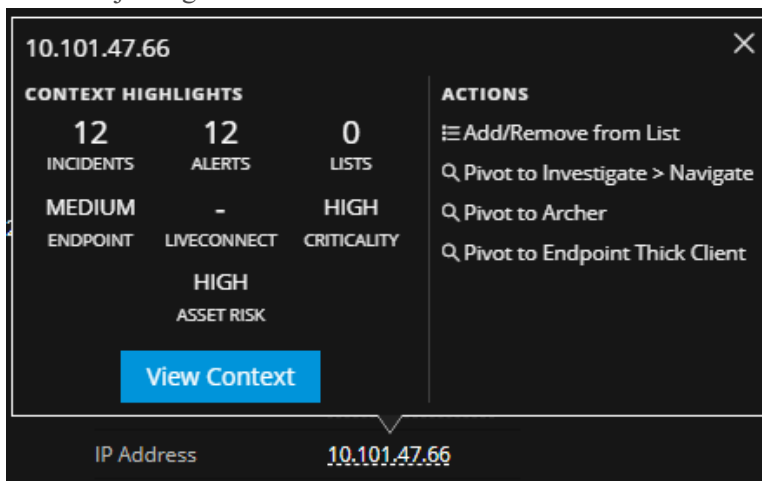 10.101.47.66
CONTEXT HIGHLIGHTS
12 12 0
INCIDENTS ALERTS LISTS
MEDIUM - HIGH
ENDPOINT LIVECONNECT CRITICALITY
HIGH
ASSET RISK
View Context
ACTIONS
Add/Remove from List
Pivot to Investigate > Navigate
Pivot to Archer
Pivot to Endpoint Thick Client
IP Address 10.101.47.66